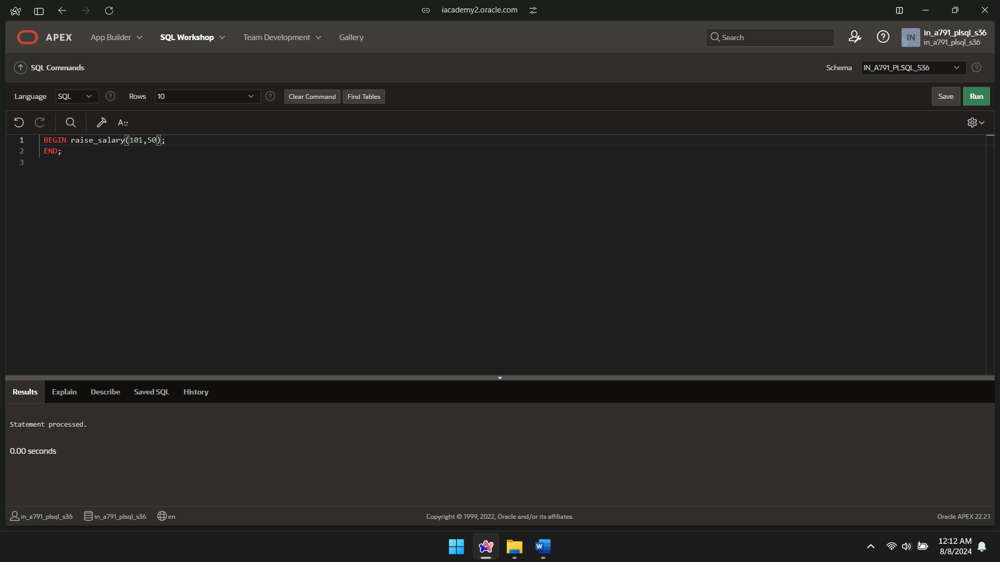 iacademy2.oracle.com
APEX App Builder SQL Workshop Team Development Gallery Search IN in_a791_plsql_s36
in_a791_plsql_s36
SQL Commands Schema IN_A791_PLSQL_S36
Language SQL Rows 10 Clear Command Find Tables Save Run
A
1 BEGIN raise_salary(101,50);
2 END;
3
Results Explain Describe Saved SQL History
Statement processed.
0.00 seconds
in_a791_plsql_s36 in_a791_plsql_s36 en Copyright © 1999, 2022, Oracle and/or its affiliates. Oracle APEX 22.2.1
W
12:12 AM
8/8/2024